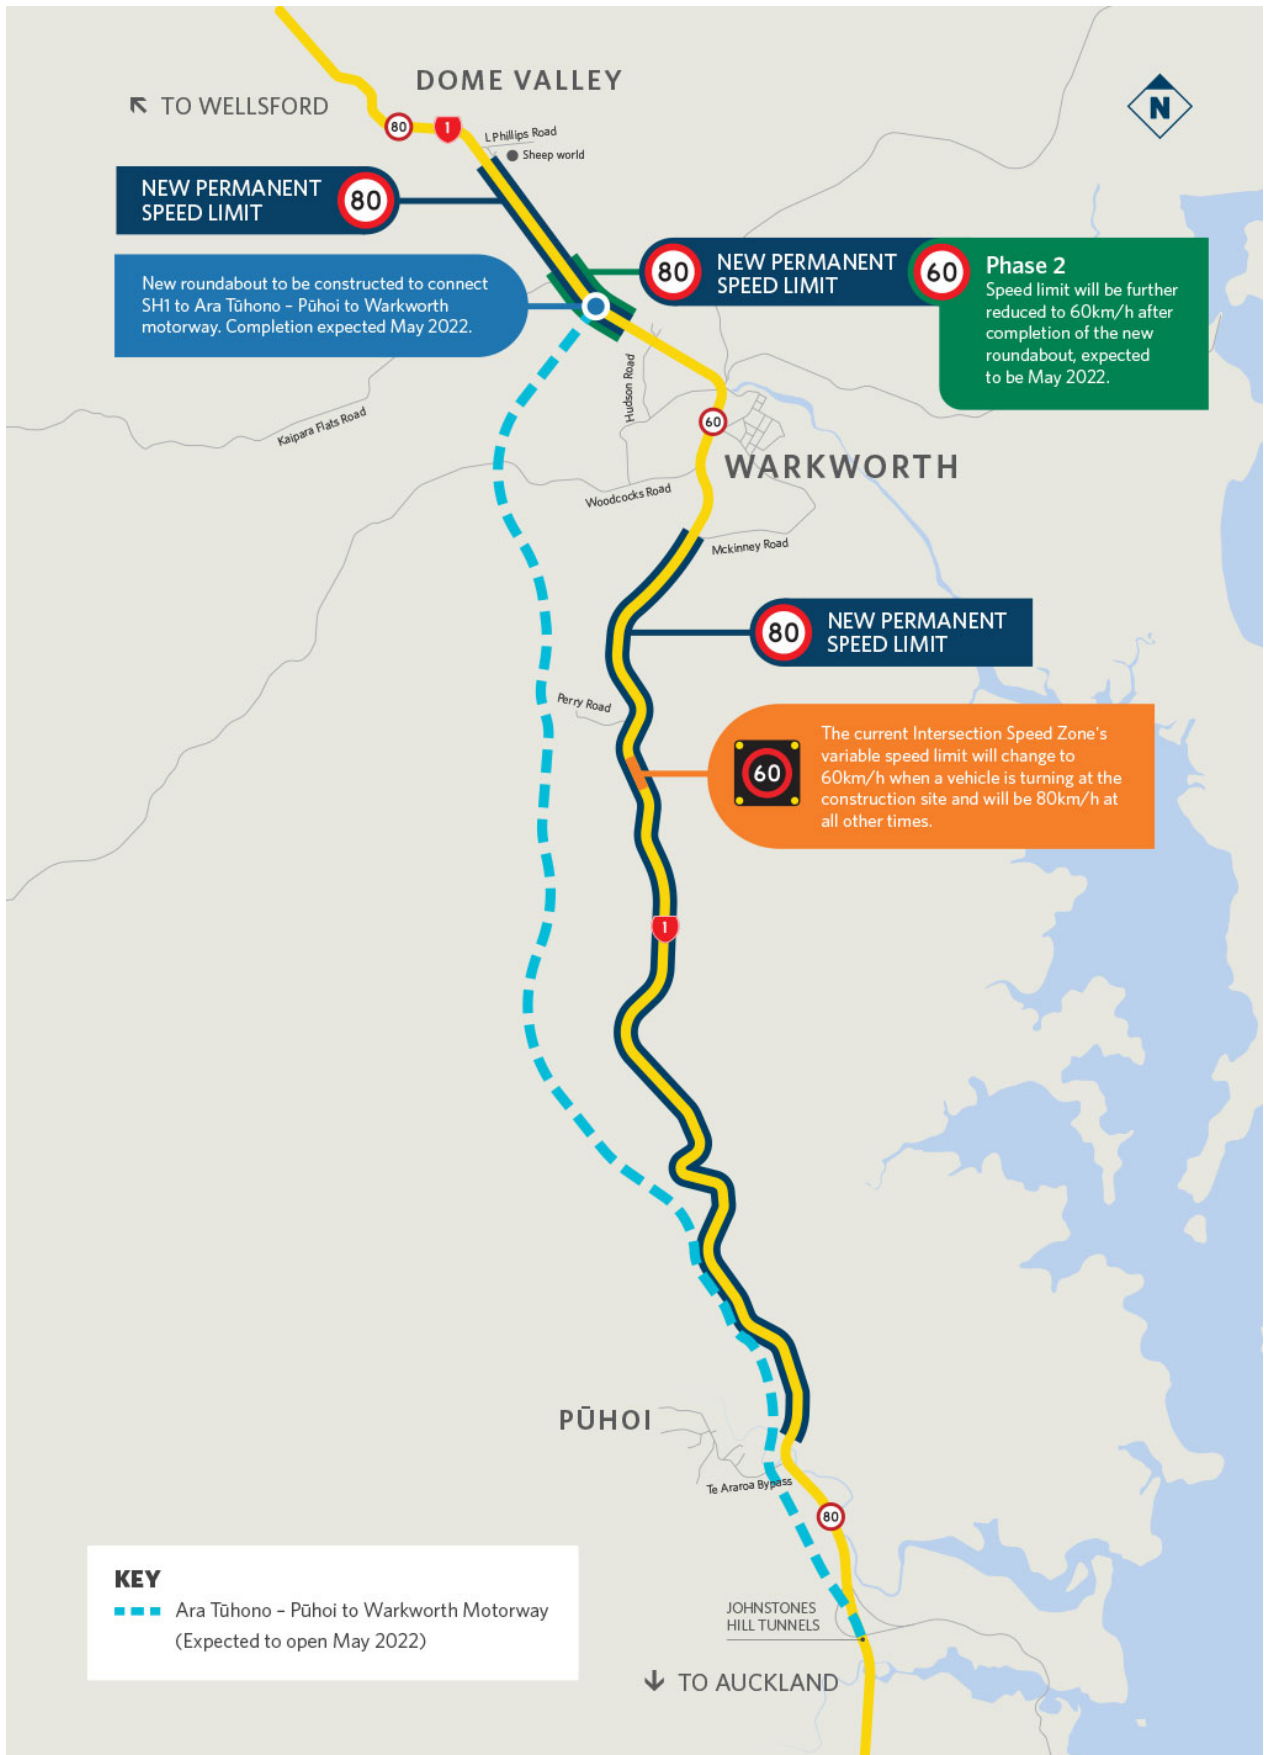 DOME VALLEY
TO WELLSFORD
N
80
1
L Phillips Road
Sheep world
NEW PERMANENT
SPEED LIMIT
80
80
NEW PERMANENT
SPEED LIMIT
60
Phase 2
Speed limit will be further
reduced to 60km/h after
completion of the new
roundabout, expected
to be May 2022.
New roundabout to be constructed to connect
SH1 to Ara Tūhono – Pūhoi to Warkworth
motorway. Completion expected May 2022.
Hudson Road
Kaipara Flats Road
60
WARKWORTH
Woodcocks Road
Mckinney Road
80
NEW PERMANENT
SPEED LIMIT
Perry Road
60
The current Intersection Speed Zone's
variable speed limit will change to
60km/h when a vehicle is turning at the
construction site and will be 80km/h at
all other times.
1
PŪHOI
Te Araroa Bypass
80
KEY
Ara Tūhono – Pūhoi to Warkworth Motorway
(Expected to open May 2022)
JOHNSTONES
HILL TUNNELS
TO AUCKLAND